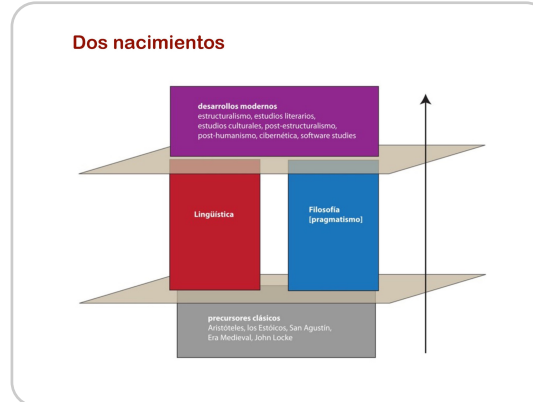 Dos nacimientos
desarrollos modernos
estructuralismo, estudios literarios,
estudios culturales, post-estructuralismo,
post-humanismo, cibernética, software studies
Lingüística
Filosofía
[pragmatismo]
precursores clásicos
Aristóteles, los Estóicos, San Agustin,
Era Medieval, John Locke